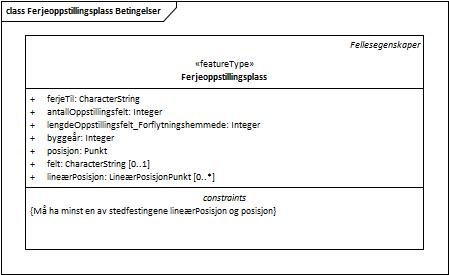 class Ferjeoppstillingsplass Betingelser
Fellesegenskaper
«featureType»
Ferjeoppstillingsplass
+ ferjeTil: CharacterString
+ antallOppstillingsfelt: Integer
+ lengdeOppstillingsfelt_Forflytningshemmede: Integer
+ byggeår: Integer
+ posisjon: Punkt
+ felt: CharacterString [0..1]
+ lineærPosisjon: LineærPosisjonPunkt [0..*]
constraints
{Må ha minst en av stedfestingene lineærPosisjon og posisjon}